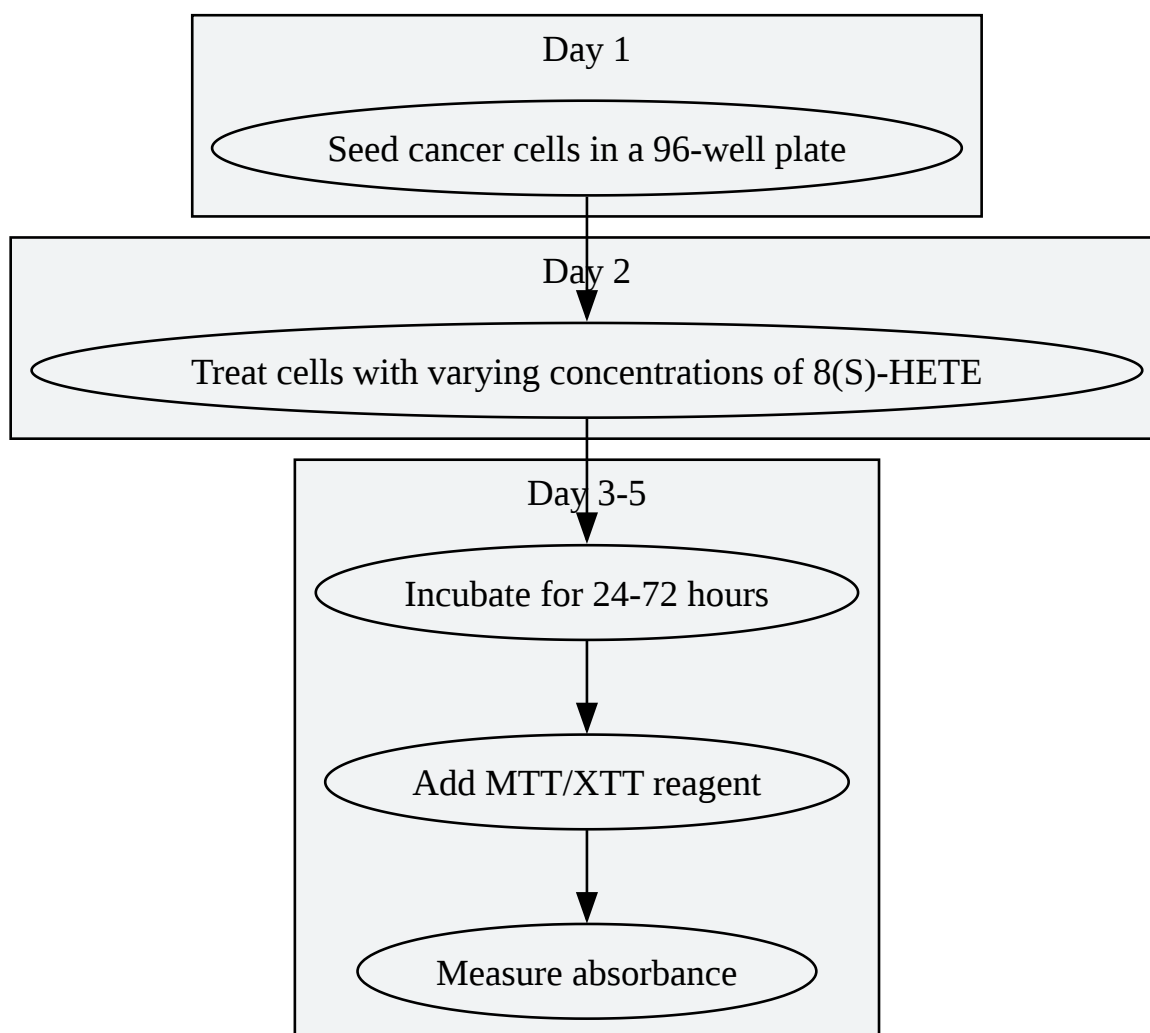 Day 1
Seed cancer cells in a 96-well plate
Day 2
Treat cells with varying concentrations of 8(S)-HETE
Day 3-5
Incubate for 24-72 hours
Add MTT/XTT reagent
Measure absorbance